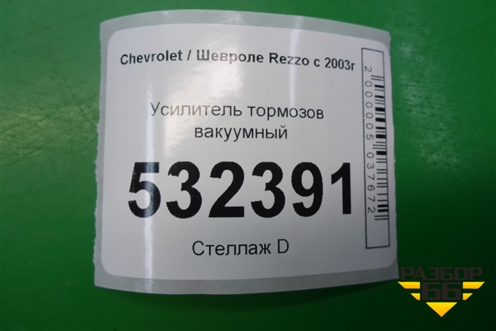 Chevrolet / Шевроле Rezzo с 2003г
Усилитель тормозов
вакуумный
532391
Стеллаж D
2000005037672
РАЗБОР
66